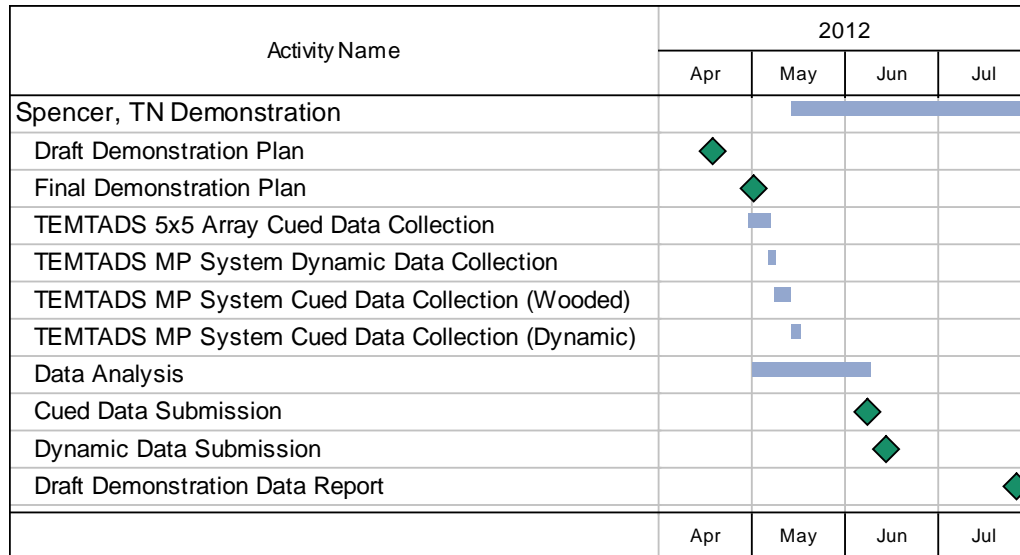 Activity Name
2012
Apr May Jun Jul
Spencer, TN Demonstration
Draft Demonstration Plan
Final Demonstration Plan
TEMTADS 5x5 Array Cued Data Collection
TEMTADS MP System Dynamic Data Collection
TEMTADS MP System Cued Data Collection (Wooded)
TEMTADS MP System Cued Data Collection (Dynamic)
Data Analysis
Cued Data Submission
Dynamic Data Submission
Draft Demonstration Data Report
Apr May Jun Jul